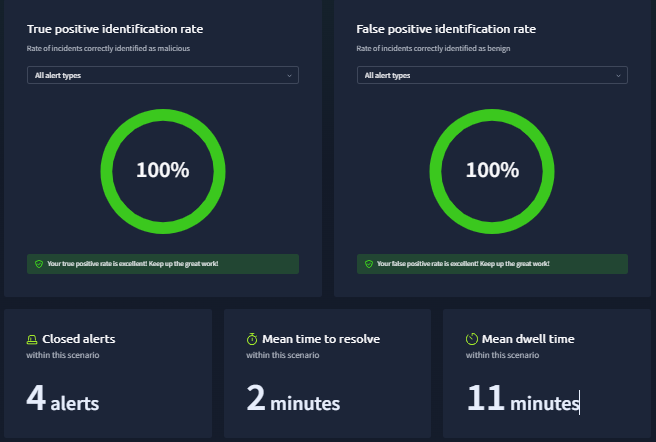 True positive identification rate
Rate of incidents correctly identified as malicious
All alert types
100%
Your true positive rate is excellent! Keep up the great work!
False positive identification rate
Rate of incidents correctly identified as benign
All alert types
100%
Your false positive rate is excellent! Keep up the great work!
Closed alerts
within this scenario
4 alerts
Mean time to resolve
within this scenario
2 minutes
Mean dwell time
within this scenario
11 minutes